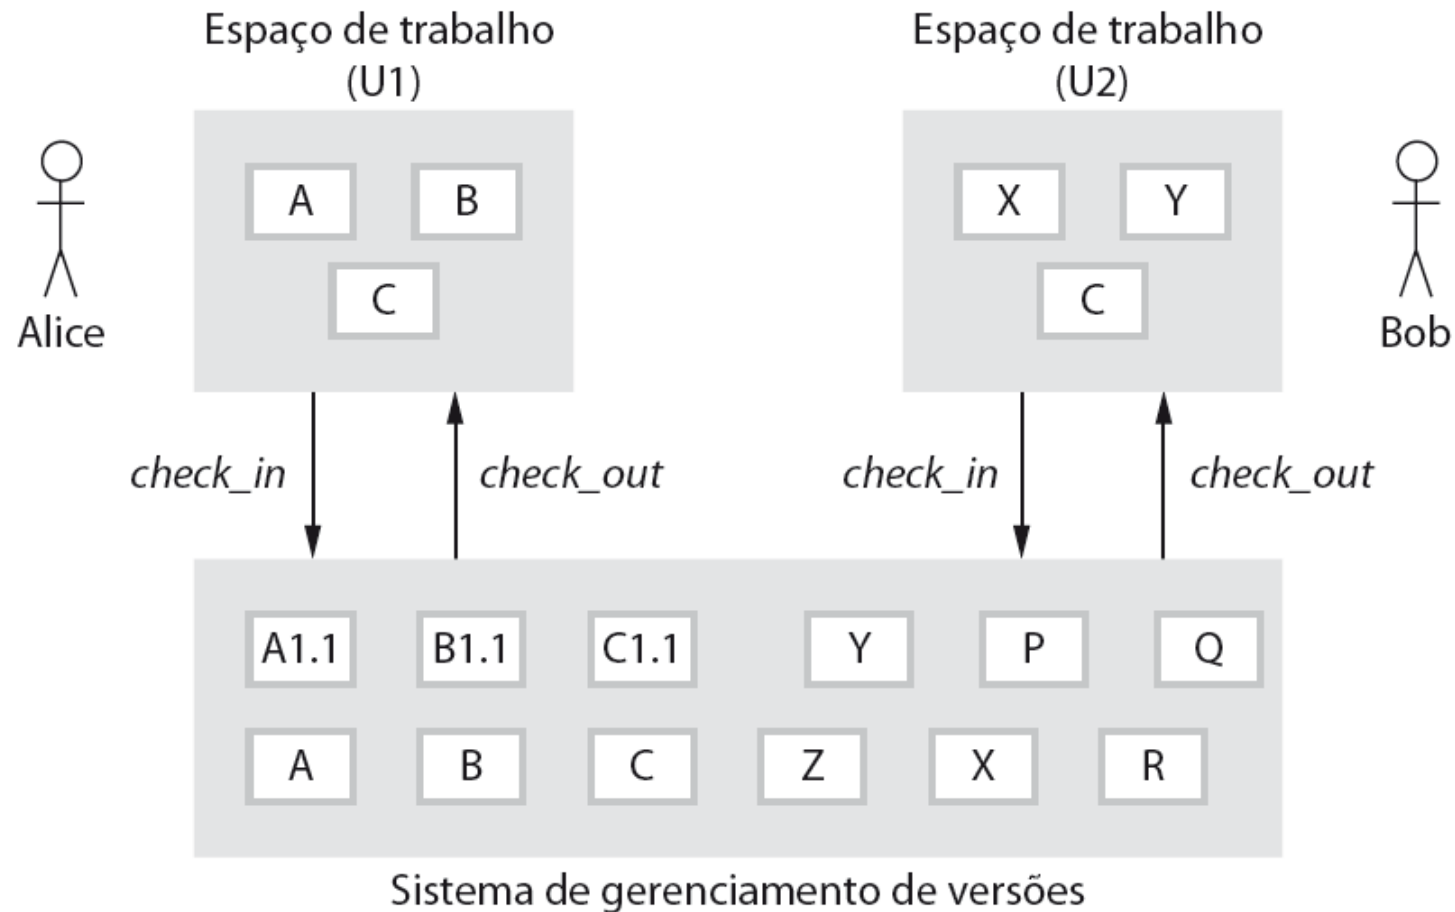 Espaço de trabalho
(U1)
Espaço de trabalho
(U2)
A
B
C
X
Y
C
Alice
Bob
check_in
check_out
check_in
check_out
A1.1
B1.1
C1.1
Y
P
Q
A
B
C
Z
X
R
Sistema de gerenciamento de versões